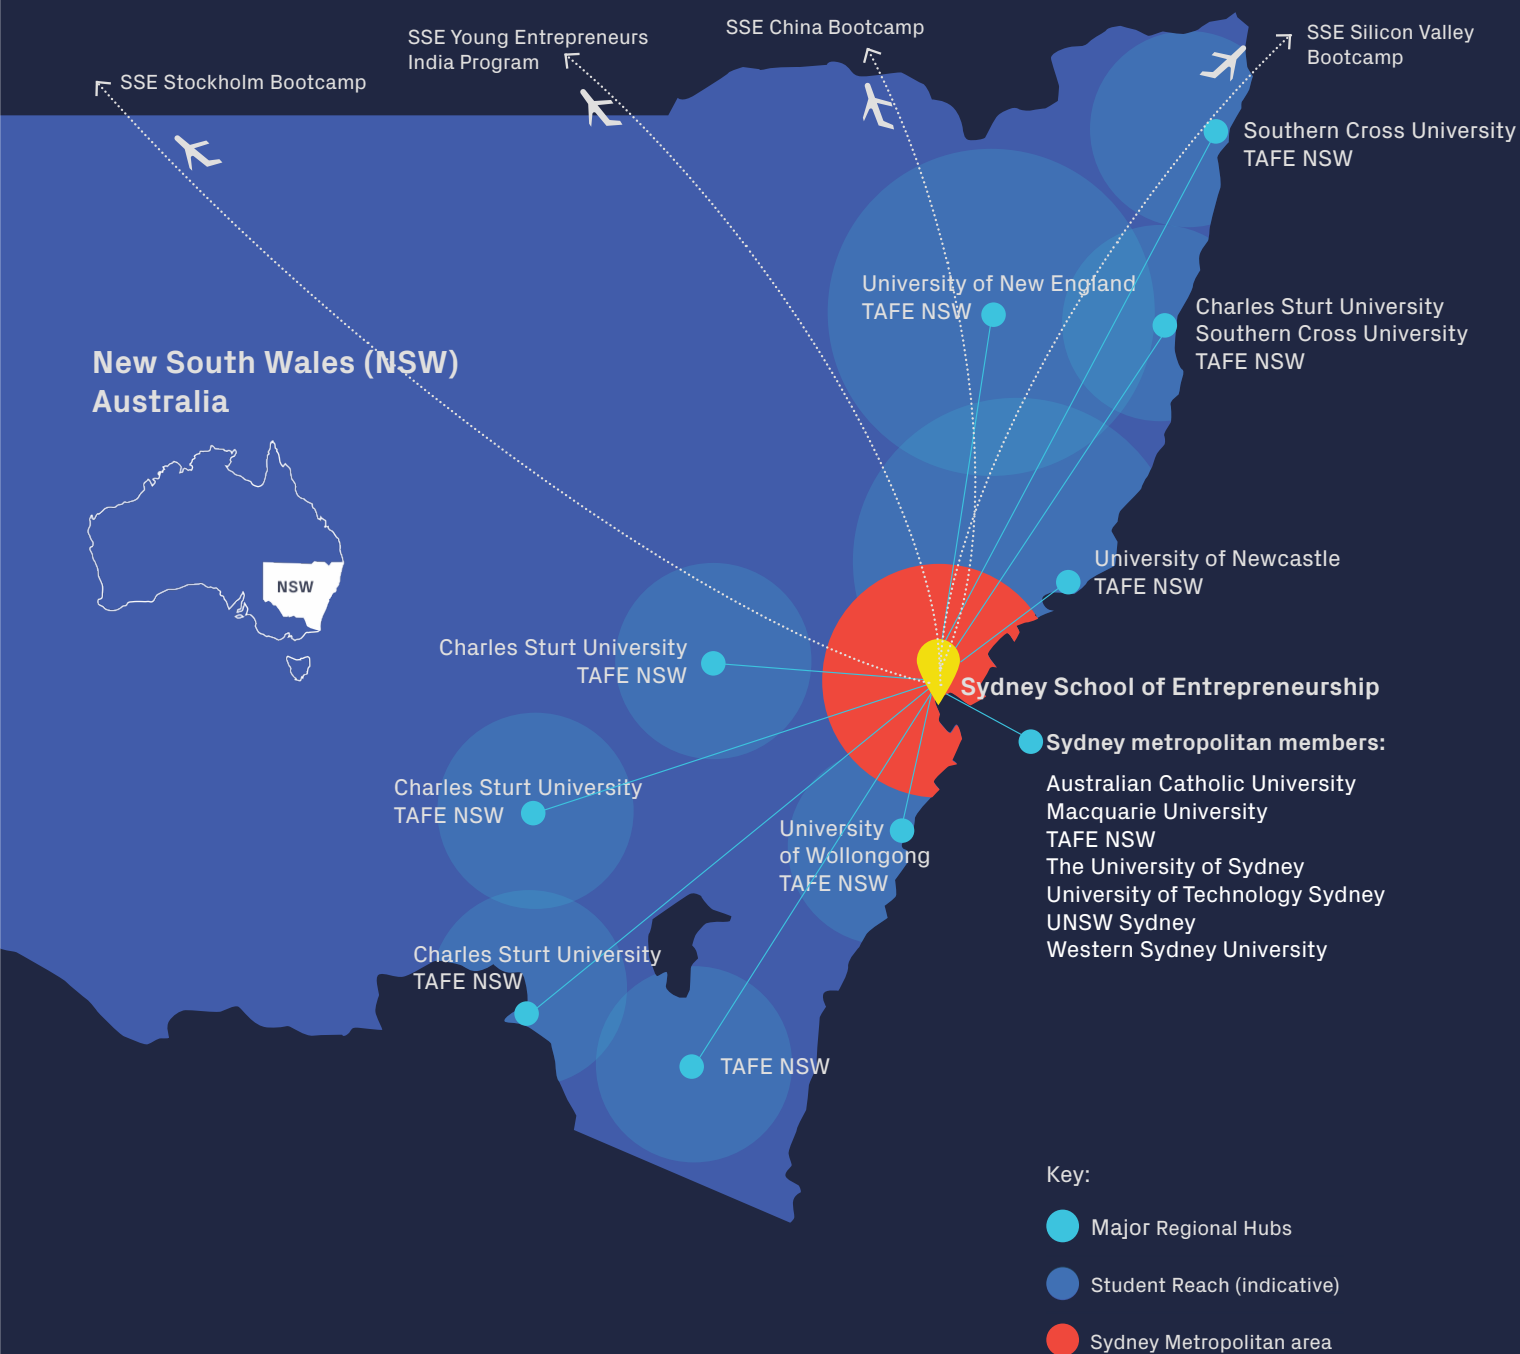 SSE Stockholm Bootcamp
SSE Young Entrepreneurs
India Program
SSE China Bootcamp
SSE Silicon Valley
Bootcamp
Southern Cross University
TAFE NSW
University of New England
TAFE NSW
Charles Sturt University
Southern Cross University
TAFE NSW
New South Wales (NSW)
Australia
NSW
University of Newcastle
TAFE NSW
Charles Sturt University
TAFE NSW
Sydney School of Entrepreneurship
Sydney metropolitan members:
Australian Catholic University
Macquarie University
TAFE NSW
The University of Sydney
University of Technology Sydney
UNSW Sydney
Western Sydney University
Charles Sturt University
TAFE NSW
University
of Wollongong
TAFE NSW
Charles Sturt University
TAFE NSW
TAFE NSW
Key:
Major Regional Hubs
Student Reach (indicative)
Sydney Metropolitan area